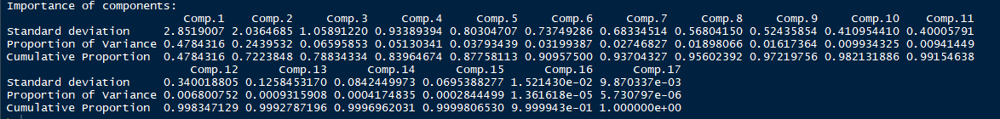 Importance of components:
Comp.1 Comp.2 Comp.3 Comp.4 Comp.5 Comp.6 Comp.7 Comp.8 Comp.9 Comp.10 Comp.11
Standard deviation 2.8519007 2.0364685 1.05891220 0.93389394 0.80304707 0.73749286 0.68334514 0.56804150 0.52435854 0.410954410 0.40005791
Proportion of Variance 0.4784316 0.2439532 0.06595853 0.05130341 0.03793439 0.03199387 0.02746827 0.01898066 0.01617364 0.009934325 0.00941449
Cumulative Proportion 0.4784316 0.7223848 0.78834334 0.83964674 0.87758113 0.90957500 0.93704327 0.95602392 0.97219756 0.982131886 0.99154638
Comp.12 Comp.13 Comp.14 Comp.15 Comp.16 Comp.17
Standard deviation 0.340018805 0.1258453170 0.0842449973 0.0695388277 1.521430e-02 9.870337e-03
Proportion of Variance 0.006800752 0.0009315908 0.0004174835 0.0002844499 1.361618e-05 5.730797e-06
Cumulative Proportion 0.998347129 0.9992787196 0.9996962031 0.9999806530 9.999943e-01 1.000000e+00